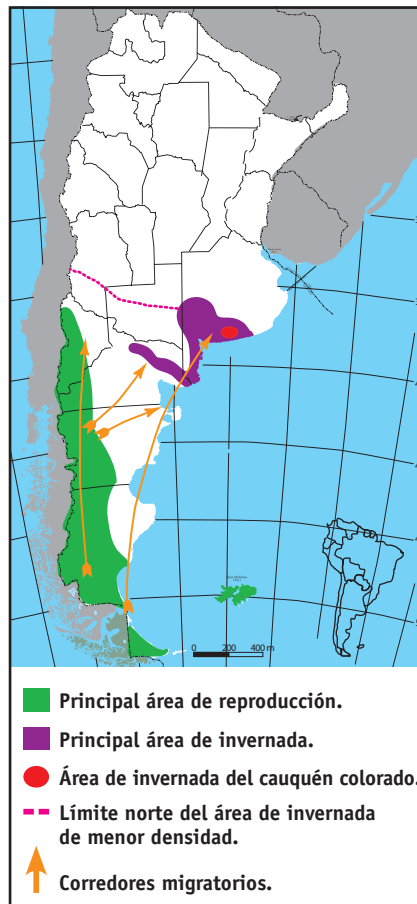 0 200 400 m
Principal área de reproducción.
Principal área de invernada.
Área de invernada del cauquén colorado.
Límite norte del área de invernada
de menor densidad.
Corredores migratorios.